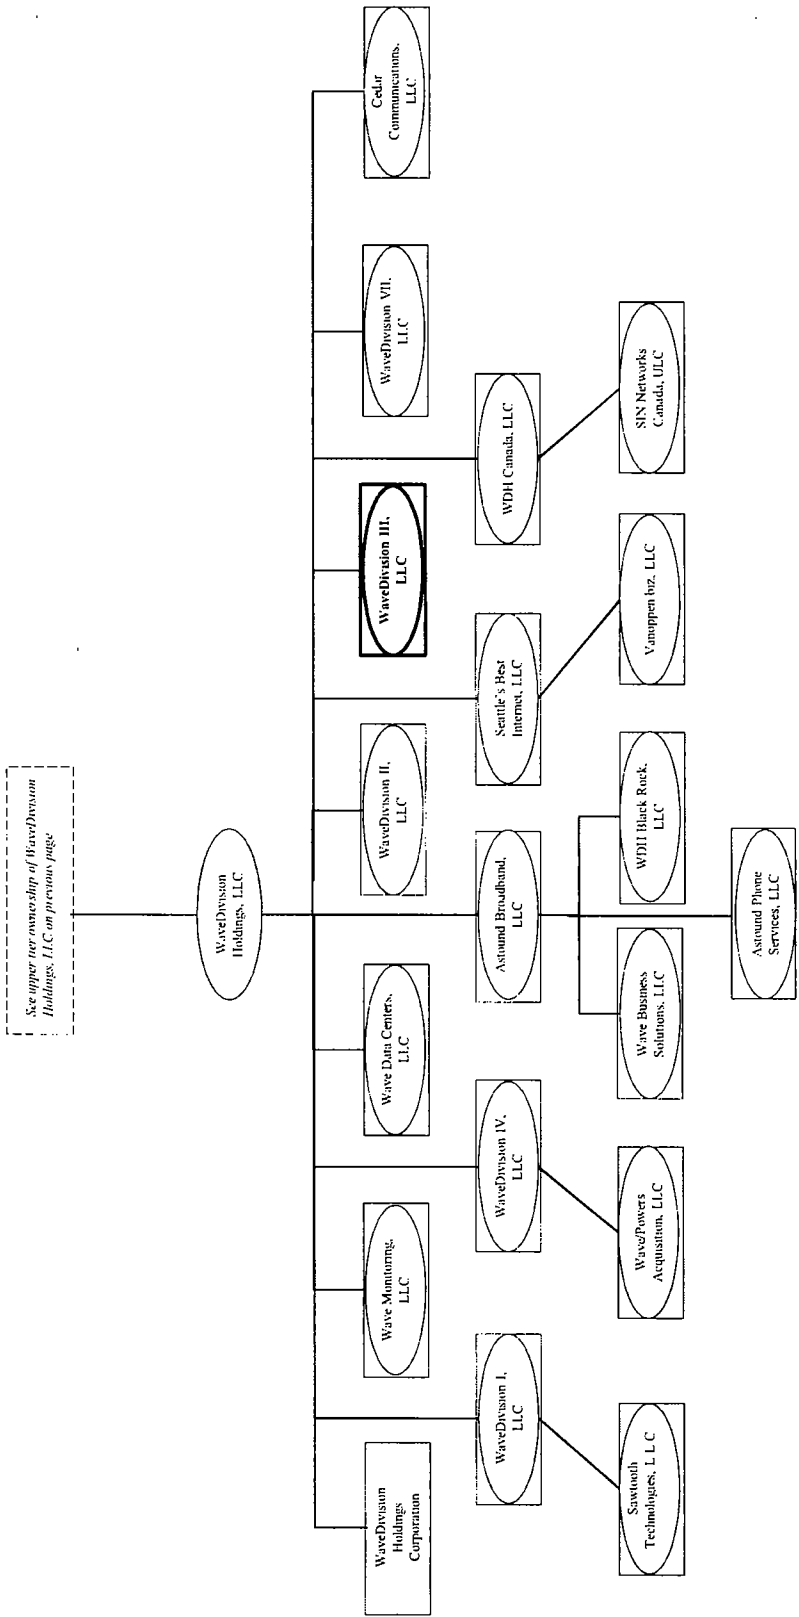 See upper tier ownership of WaveDivision
Holdings, LLC on previous page
WaveDivision
Holdings, LLC
WaveDivision
Holdings
Corporation
Wave Monitoring,
LLC
Wave Data Centers,
LLC
WaveDivision II,
LLC
WaveDivision III,
LLC
WaveDivision VII,
LLC
Cedar
Communications,
LLC
WaveDivision I,
LLC
WaveDivision IV,
LLC
Astound Broadband,
LLC
Seattle's Best
Internet, LLC
WDH Canada, LLC
Sawtooth
Technologies, L L C
Wave/Powers
Acquisition, LLC
Wave Business
Solutions, LLC
WDH Black Rock,
LLC
Vanoppen biz, LLC
SIN Networks
Canada, ULC
Astound Phone
Services, LLC